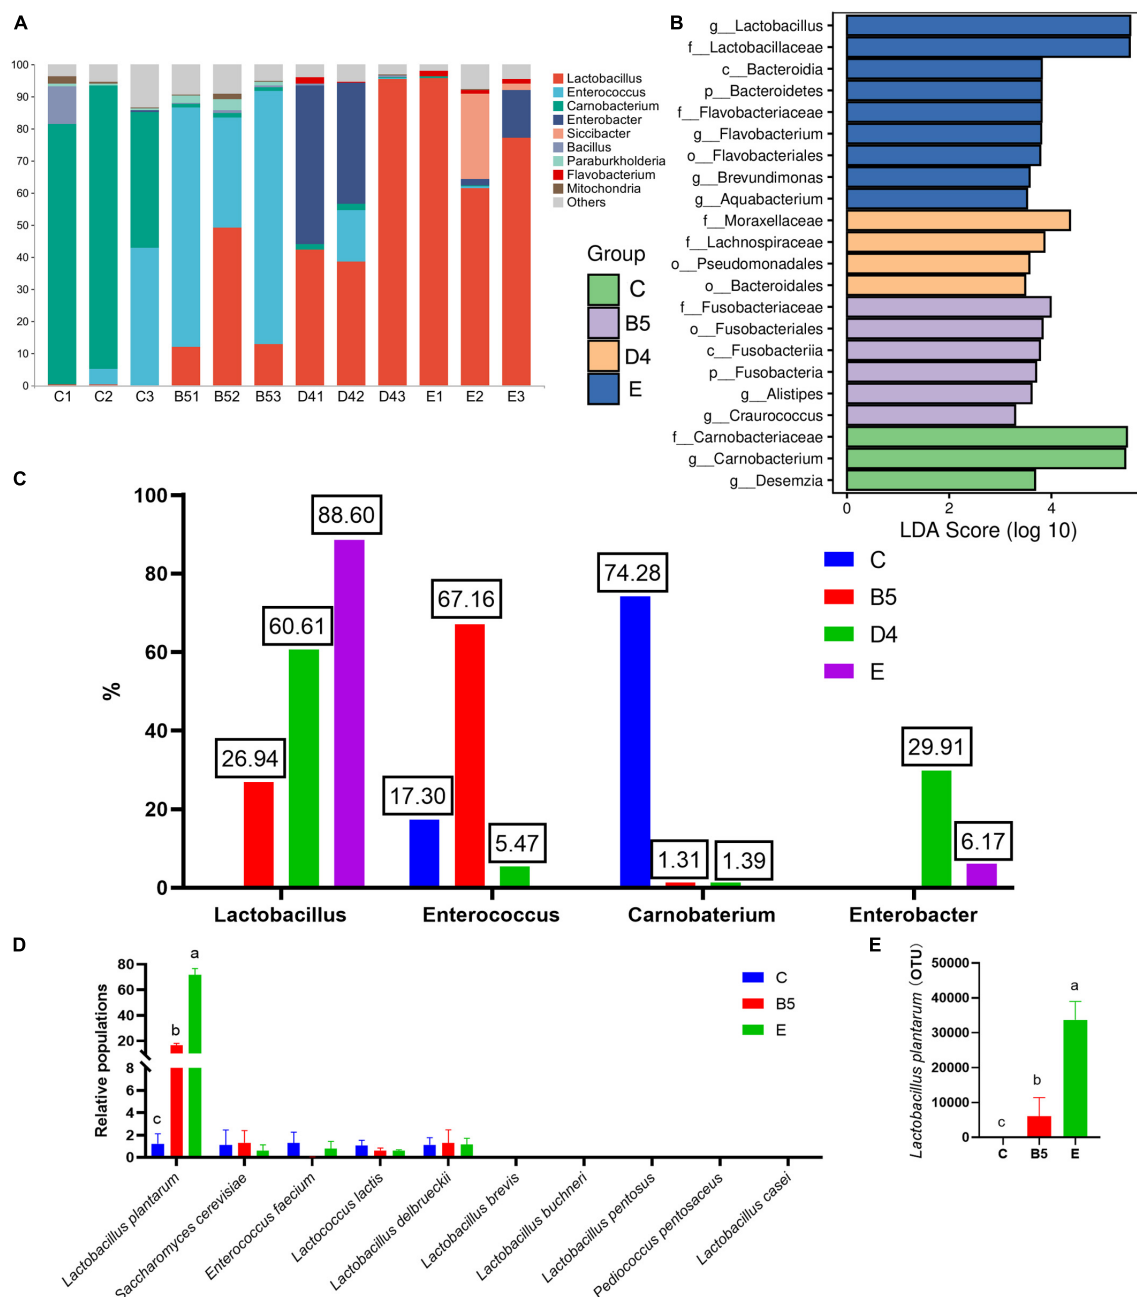 A
100
90
80
70
60
50
40
30
20
10
0
C1 C2 C3 B51 B52 B53 D41 D42 D43 E1 E2 E3
Lactobacillus
Enterococcus
Carnobacterium
Enterobacter
Siccibacter
Bacillus
Paraburkholderia
Flavobacterium
Mitochondria
Others
B
g__Lactobacillus
f__Lactobacillaceae
c__Bacteroidia
p__Bacteroidetes
f__Flavobacteriaceae
g__Flavobacterium
o__Flavobacteriales
g__Brevundimonas
g__Aquabacterium
f__Moraxellaceae
f__Lachnospiraceae
o__Pseudomonadales
o__Bacteroidales
f__Fusobacteriaceae
o__Fusobacteriales
c__Fusobacteriia
p__Fusobacteria
g__Alistipes
g__Craurococcus
f__Carnobacteriaceae
g__Carnobacterium
g__Desemzia
0 2 4
LDA Score (log 10)
Group
C
B5
D4
E
C
%
100
80
60
40
20
0
26.94
60.61
88.60
17.30
67.16
5.47
74.28
1.31
1.39
29.91
6.17
Lactobacillus Enterococcus Carnobaterium Enterobacter
C
B5
D4
E
D
Relative populations
80
60
40
20
8
6
4
2
0
c
b
a
C
B5
E
Lactobacillus plantarum
Saccharomyces cerevisiae
Enterococcus faecium
Lactococcus lactis
Lactobacillus delbrueckii
Lactobacillus brevis
Lactobacillus buchneri
Lactobacillus pentosus
Pediococcus pentosaceus
Lactobacillus casei
E
Lactobacillus plantarum (OTU)
50000
40000
30000
20000
10000
0
c
b
a
C B5 E